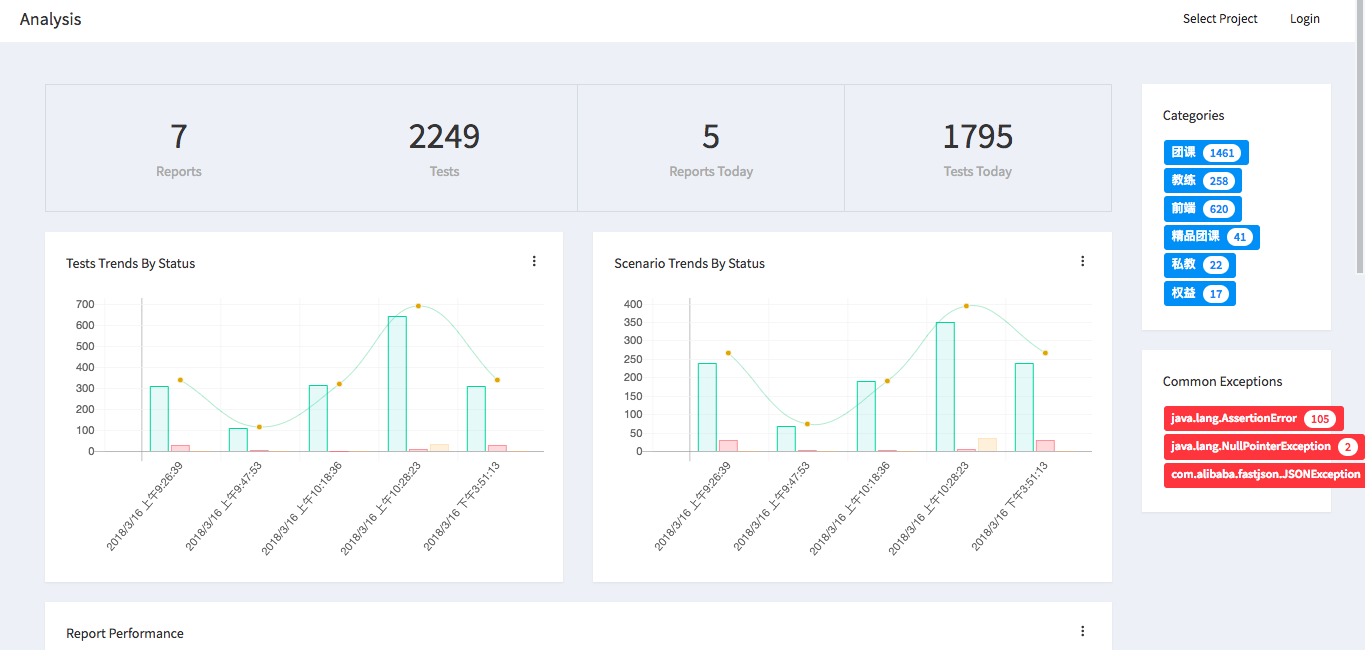 Analysis
Select Project
Login
7
Reports
2249
Tests
5
Reports Today
1795
Tests Today
Tests Trends By Status
700
600
500
400
300
200
100
0
2018/3/16 上午9:26:39
2018/3/16 上午9:47:53
2018/3/16 上午10:18:36
2018/3/16 上午10:28:23
2018/3/16 下午3:51:13
Scenario Trends By Status
400
350
300
250
200
150
100
50
0
2018/3/16 上午9:26:39
2018/3/16 上午9:47:53
2018/3/16 上午10:18:36
2018/3/16 上午10:28:23
2018/3/16 下午3:51:13
Report Performance
Categories
团课 1461
教练 258
前端 620
精品团课 41
私教 22
权益 17
Common Exceptions
java.lang.AssertionError 105
java.lang.NullPointerException 2
com.alibaba.fastjson.JSONException